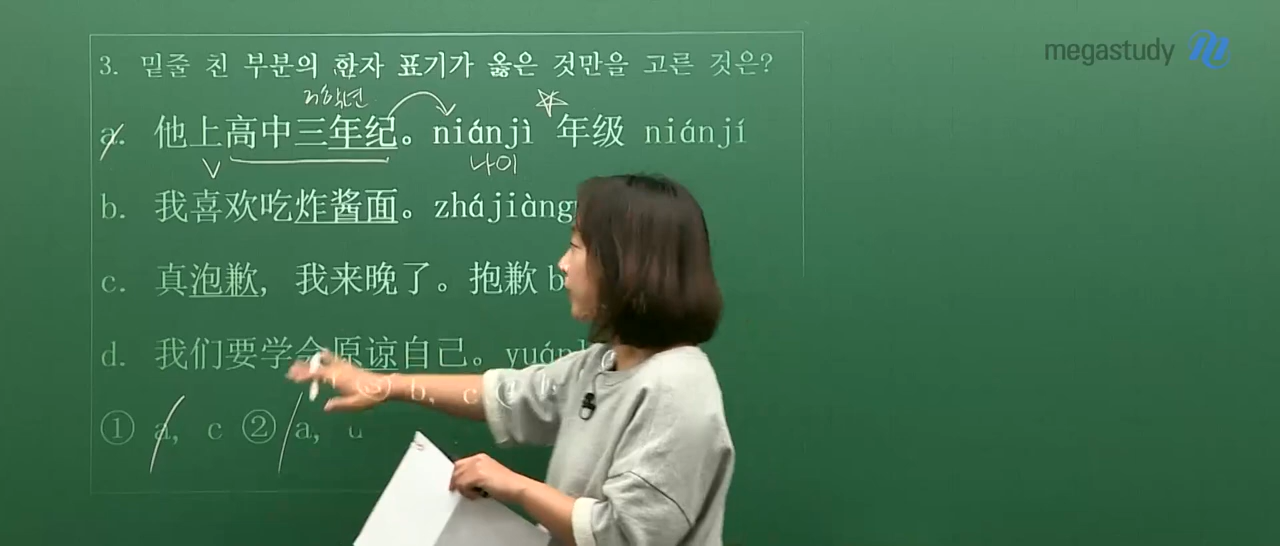 megastudy
3. 밑줄 친 부분의 한자 표기가 옳은 것만을 고른 것은?
a. 他上高中三年纪。niánjì 年级 niánjí
나이
b. 我喜欢吃炸酱面。zhájiàng
c. 真泡歉, 我来晚了。抱歉 b
d. 我们要学会原谅自己。yuán
③ b, c
① a, c ② a,